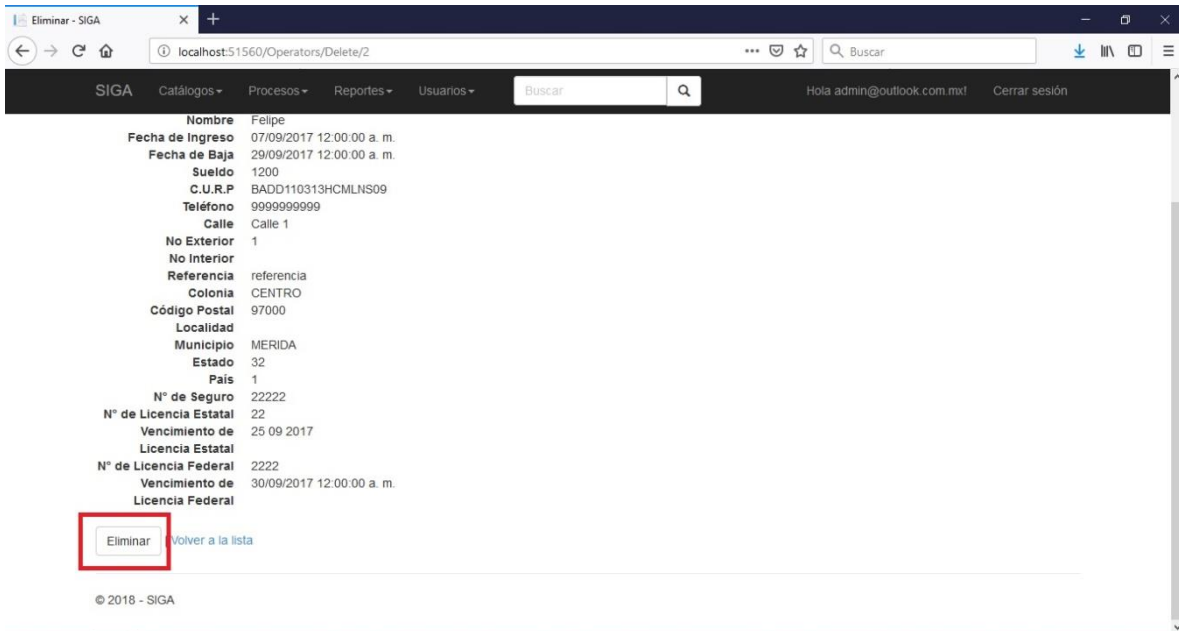 Eliminar - SIGA
localhost:51560/Operators/Delete/2
Buscar
SIGA Catálogos Procesos Reportes Usuarios Buscar Hola admin@outlook.com.mx! Cerrar sesión
Nombre Felipe
Fecha de Ingreso 07/09/2017 12:00:00 a. m.
Fecha de Baja 29/09/2017 12:00:00 a. m.
Sueldo 1200
C.U.R.P BADD110313HCMLNS09
Teléfono 9999999999
Calle Calle 1
No Exterior 1
No Interior
Referencia referencia
Colonia CENTRO
Código Postal 97000
Localidad
Municipio MERIDA
Estado 32
País 1
N° de Seguro 22222
N° de Licencia Estatal 22
Vencimiento de 25 09 2017
Licencia Estatal
N° de Licencia Federal 2222
Vencimiento de 30/09/2017 12:00:00 a. m.
Licencia Federal
Eliminar | Volver a la lista
© 2018 - SIGA